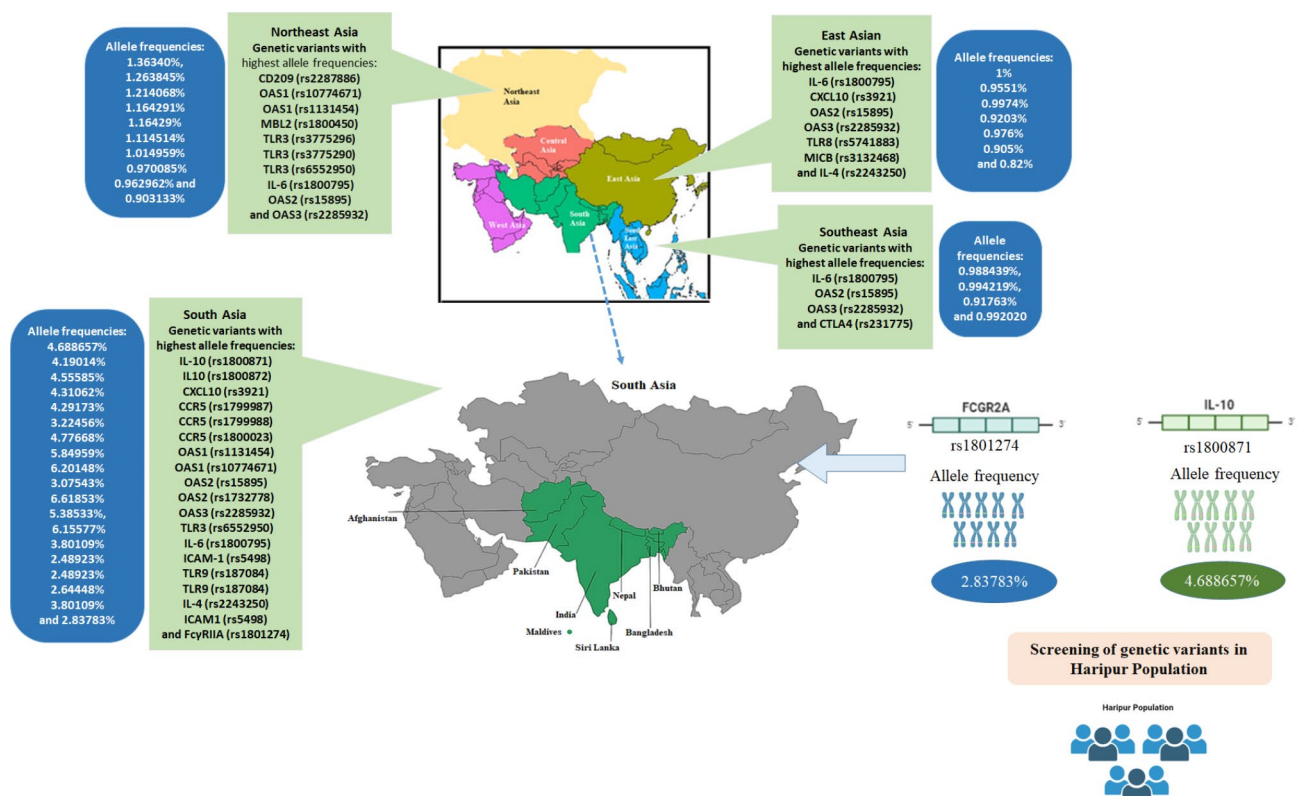 Allele frequencies:
1.36340%,
1.263845%
1.214068%
1.164291%
1.16429%
1.114514%
1.014959%
0.970085%
0.962962% and
0.903133%
Northeast Asia
Genetic variants with
highest allele frequencies:
CD209 (rs2287886)
OAS1 (rs10774671)
OAS1 (rs1131454)
MBL2 (rs1800450)
TLR3 (rs3775296)
TLR3 (rs3775290)
TLR3 (rs6552950)
IL-6 (rs1800795)
OAS2 (rs15895)
and OAS3 (rs2285932)
Northeast
Asia
Central
Asia
East Asia
West Asia
South
Asia
South
East
Asia
East Asian
Genetic variants with
highest allele frequencies:
IL-6 (rs1800795)
CXCL10 (rs3921)
OAS2 (rs15895)
OAS3 (rs2285932)
TLR8 (rs5741883)
MICB (rs3132468)
and IL-4 (rs2243250)
Allele frequencies:
1%
0.9551%
0.9974%
0.9203%
0.976%
0.905%
and 0.82%
Southeast Asia
Genetic variants with
highest allele frequencies:
IL-6 (rs1800795)
OAS2 (rs15895)
OAS3 (rs2285932)
and CTLA4 (rs231775)
Allele
frequencies:
0.988439%,
0.994219%,
0.91763%
and 0.992020
Allele frequencies:
4.688657%
4.19014%
4.55585%
4.31062%
4.29173%
3.22456%
4.77668%
5.84959%
6.20148%
3.07543%
6.61853%
5.38533%,
6.15577%
3.80109%
2.48923%
2.48923%
2.64448%
3.80109%
and 2.83783%
South Asia
Genetic variants with
highest allele frequencies:
IL-10 (rs1800871)
IL10 (rs1800872)
CXCL10 (rs3921)
CCR5 (rs1799987)
CCR5 (rs1799988)
CCR5 (rs1800023)
OAS1 (rs1131454)
OAS1 (rs10774671)
OAS2 (rs15895)
OAS2 (rs1732778)
OAS3 (rs2285932)
TLR3 (rs6552950)
IL-6 (rs1800795)
ICAM-1 (rs5498)
TLR9 (rs187084)
TLR9 (rs187084)
IL-4 (rs2243250)
ICAM1 (rs5498)
and FcγRIIA (rs1801274)
South Asia
Afghanistan
Pakistan
India
Nepal
Bhutan
Maldives
Bangladesh
Siri Lanka
FCGR2A
5'
3'
rs1801274
Allele frequency
2.83783%
IL-10
5'
3'
rs1800871
Allele frequency
4.688657%
Screening of genetic variants in
Haripur Population
Haripur Population